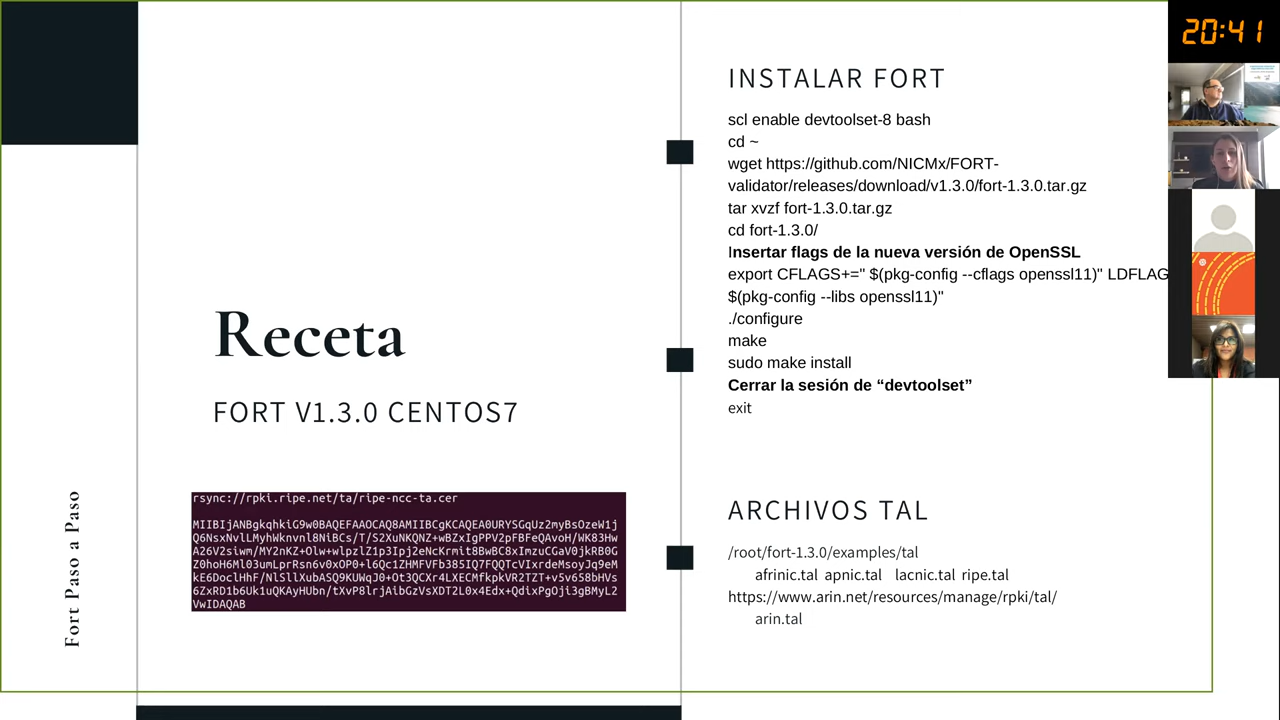 20:41
INSTALAR FORT
scl enable devtoolset-8 bash
cd ~
wget https://github.com/NICMx/FORT-
validator/releases/download/v1.3.0/fort-1.3.0.tar.gz
tar xvzf fort-1.3.0.tar.gz
cd fort-1.3.0/
Insertar flags de la nueva versión de OpenSSL
export CFLAGS+=" $(pkg-config --cflags openssl11)" LDFLAG
$(pkg-config --libs openssl11)"
./configure
make
sudo make install
Cerrar la sesión de “devtoolset”
exit
Receta
FORT V1.3.0 CENTOS7
Fort Paso a Paso
rsync://rpki.ripe.net/ta/ripe-ncc-ta.cer
MIIBIjANBgkqhkiG9w0BAQEFAAOCAQ8AMIIBCgKCAQEA0URYSGqUz2myBsOzeW1j
Q6NsxNvlLMyhWknvnl8NiBCs/T/S2XuNKQNZ+wBZxIgPPV2pFBFeQAvoH/WK83Hw
A26V2siwm/MY2nKZ+Olw+wlpzlZ1p3Ipj2eNcKrmit8BwBC8xImzuCGaV0jkRB0G
Z0hoH6Ml03umLprRsn6v0xOP0+l6Qc1ZHMFVFb385IQ7FQQTcVIxrdeMsoyJq9eM
kE6DoclHhF/NlSllXubASQ9KUWqJ0+Ot3QCXr4LXECMfkpkVR2TZT+v5v658bHVs
6ZxRD1b6Uk1uQKAyHUbn/tXvP8lrjAibGzVsXDT2L0x4Edx+QdixPgOji3gBMyL2
VwIDAQAB
ARCHIVOS TAL
/root/fort-1.3.0/examples/tal
afrinic.tal apnic.tal lacnic.tal ripe.tal
https://www.arin.net/resources/manage/rpki/tal/
arin.tal